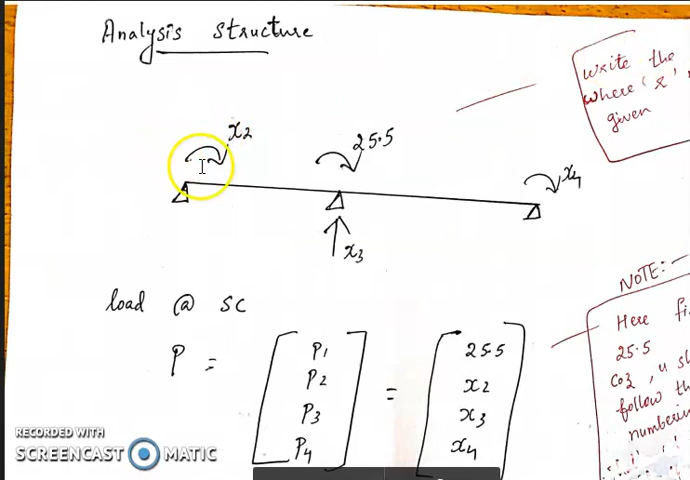 Analysis structure
write the
where 'x'
given
x2
25.5
x4
x3
load @ SC
P = [P1 P2 P3 P4] = [25.5 x2 x3 x4]
NOTE:-
Here fi
25.5
follow th
numberin
RECORDED WITH
SCREENCAST MATIC